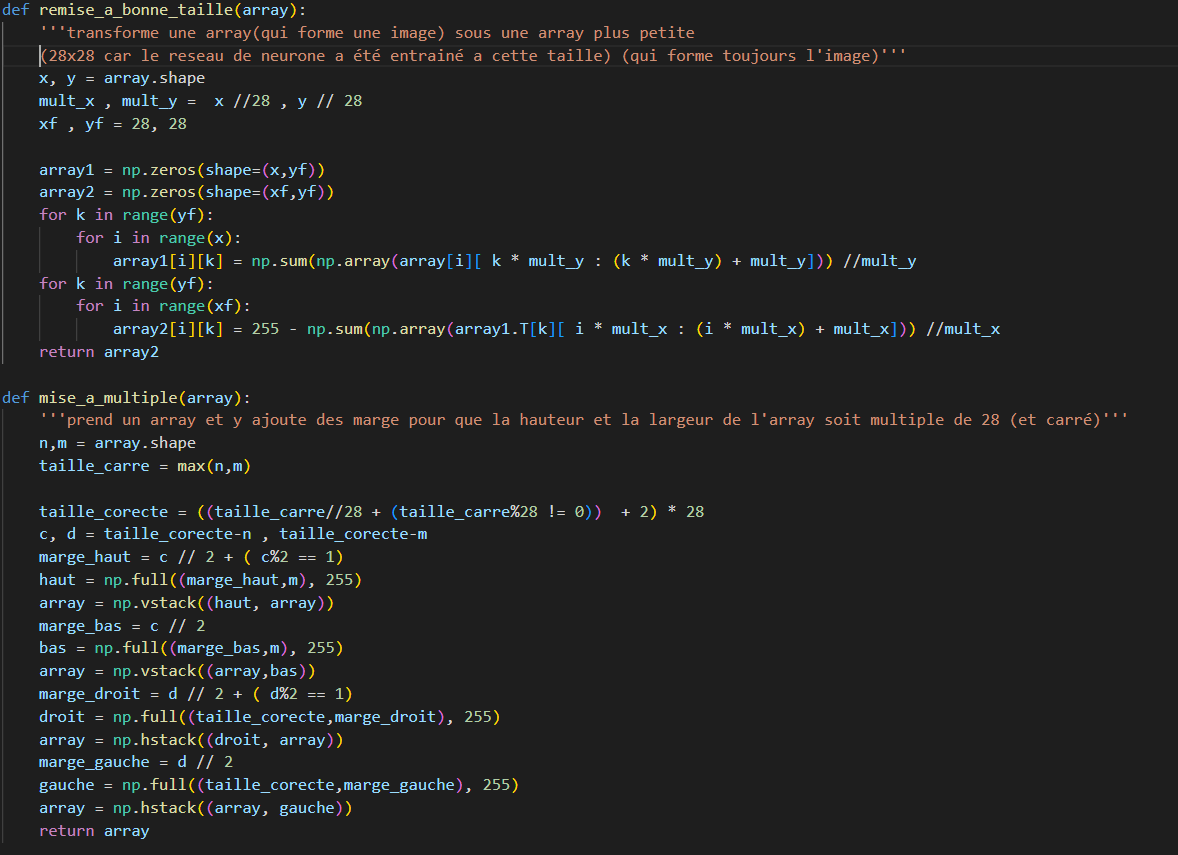 def remise_a_bonne_taille(array):
    '''transforme une array(qui forme une image) sous une array plus petite
    (28x28 car le reseau de neurone a été entrainé a cette taille) (qui forme toujours l'image)'''
    x, y = array.shape
    mult_x , mult_y =  x //28 , y // 28
    xf , yf = 28, 28

    array1 = np.zeros(shape=(x,yf))
    array2 = np.zeros(shape=(xf,yf))
    for k in range(yf):
        for i in range(x):
            array1[i][k] = np.sum(np.array(array[i][ k * mult_y : (k * mult_y) + mult_y])) //mult_y
    for k in range(yf):
        for i in range(xf):
            array2[i][k] = 255 - np.sum(np.array(array1.T[k][ i * mult_x : (i * mult_x) + mult_x])) //mult_x
    return array2

def mise_a_multiple(array):
    '''prend un array et y ajoute des marge pour que la hauteur et la largeur de l'array soit multiple de 28 (et carré)'''
    n,m = array.shape
    taille_carre = max(n,m)

    taille_corecte = ((taille_carre//28 + (taille_carre%28 != 0))  + 2) * 28
    c, d = taille_corecte-n , taille_corecte-m
    marge_haut = c // 2 + ( c%2 == 1)
    haut = np.full((marge_haut,m), 255)
    array = np.vstack((haut, array))
    marge_bas = c // 2
    bas = np.full((marge_bas,m), 255)
    array = np.vstack((array,bas))
    marge_droit = d // 2 + ( d%2 == 1)
    droit = np.full((taille_corecte,marge_droit), 255)
    array = np.hstack((droit, array))
    marge_gauche = d // 2
    gauche = np.full((taille_corecte,marge_gauche), 255)
    array = np.hstack((array, gauche))
    return array